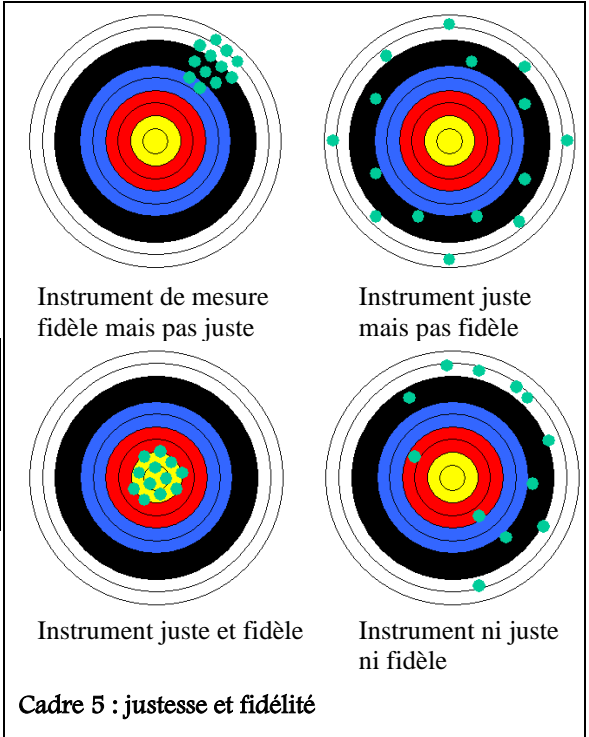 Instrument de mesure
fidèle mais pas juste
Instrument juste
mais pas fidèle
Instrument juste et fidèle
Instrument ni juste
ni fidèle
Cadre 5 : justesse et fidélité